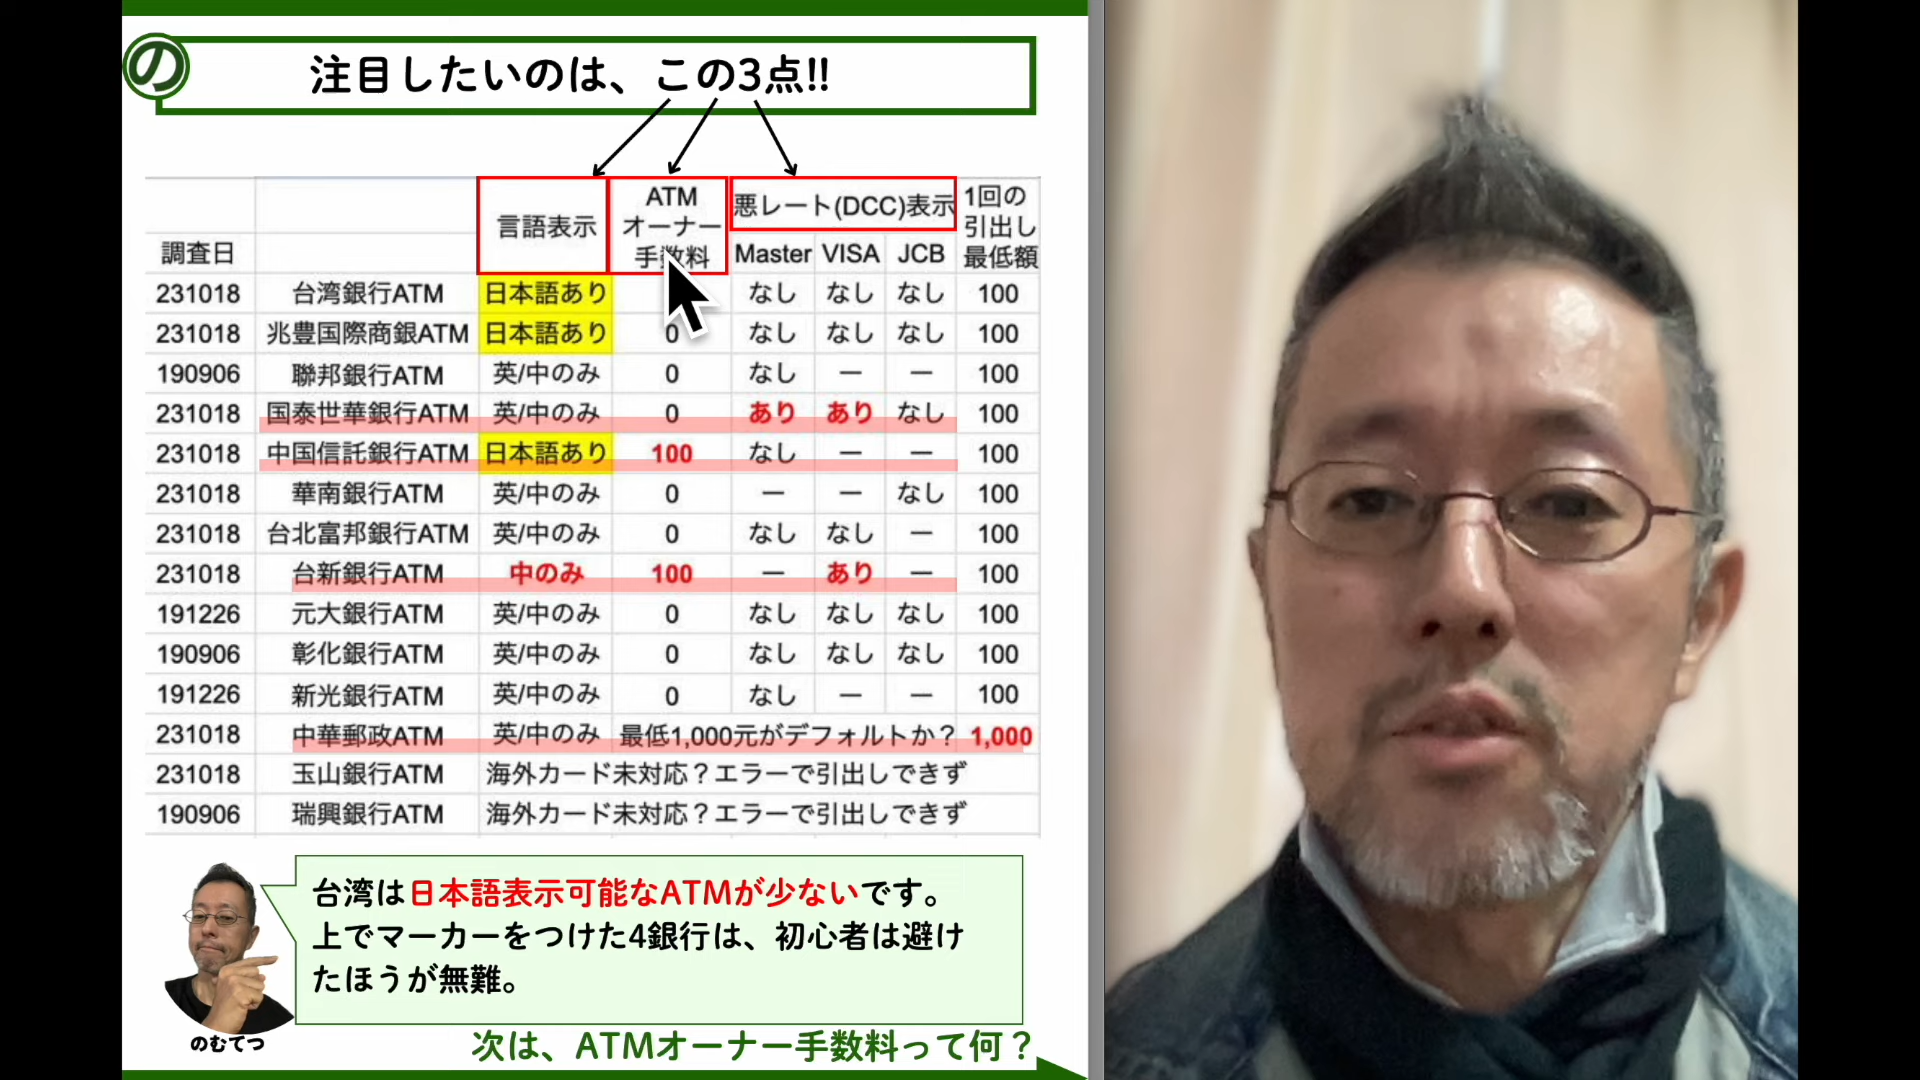 の
注目したいのは、この3点!!
調査日 言語表示 ATMオーナー手数料 悪レート(DCC)表示 1回の引出し最低額
Master VISA JCB
231018 台湾銀行ATM 日本語あり なし なし なし 100
231018 兆豊国際商銀ATM 日本語あり 0 なし なし なし 100
190906 聯邦銀行ATM 英/中のみ 0 なし ー ー 100
231018 国泰世華銀行ATM 英/中のみ 0 あり あり なし 100
231018 中国信託銀行ATM 日本語あり 100 なし ー ー 100
231018 華南銀行ATM 英/中のみ 0 ー ー なし 100
231018 台北富邦銀行ATM 英/中のみ 0 なし なし ー 100
231018 台新銀行ATM 中のみ 100 ー あり ー 100
191226 元大銀行ATM 英/中のみ 0 なし なし なし 100
190906 彰化銀行ATM 英/中のみ 0 なし なし なし 100
191226 新光銀行ATM 英/中のみ 0 なし ー ー 100
231018 中華郵政ATM 英/中のみ 最低1,000元がデフォルトか? 1,000
231018 玉山銀行ATM 海外カード未対応?エラーで引出しできず
190906 瑞興銀行ATM 海外カード未対応?エラーで引出しできず
台湾は日本語表示可能なATMが少ないです。
上でマーカーをつけた4銀行は、初心者は避け
たほうが無難。
のむてつ
次は、ATMオーナー手数料って何?